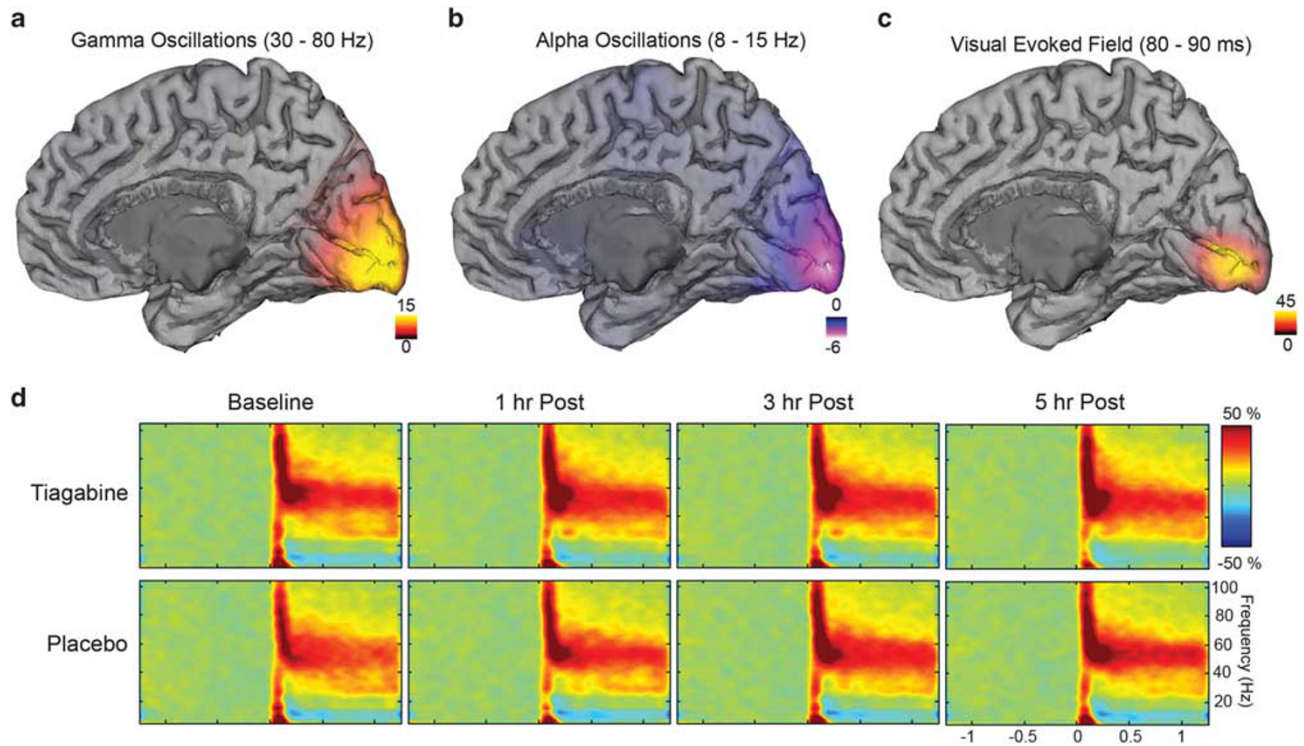 a
Gamma Oscillations (30 - 80 Hz)
15
0
b
Alpha Oscillations (8 - 15 Hz)
0
-6
c
Visual Evoked Field (80 - 90 ms)
45
0
d
Baseline
1 hr Post
3 hr Post
5 hr Post
50 %
-50 %
Tiagabine
Placebo
100
80
60
40
20
Frequency (Hz)
-1 -0.5 0 0.5 1